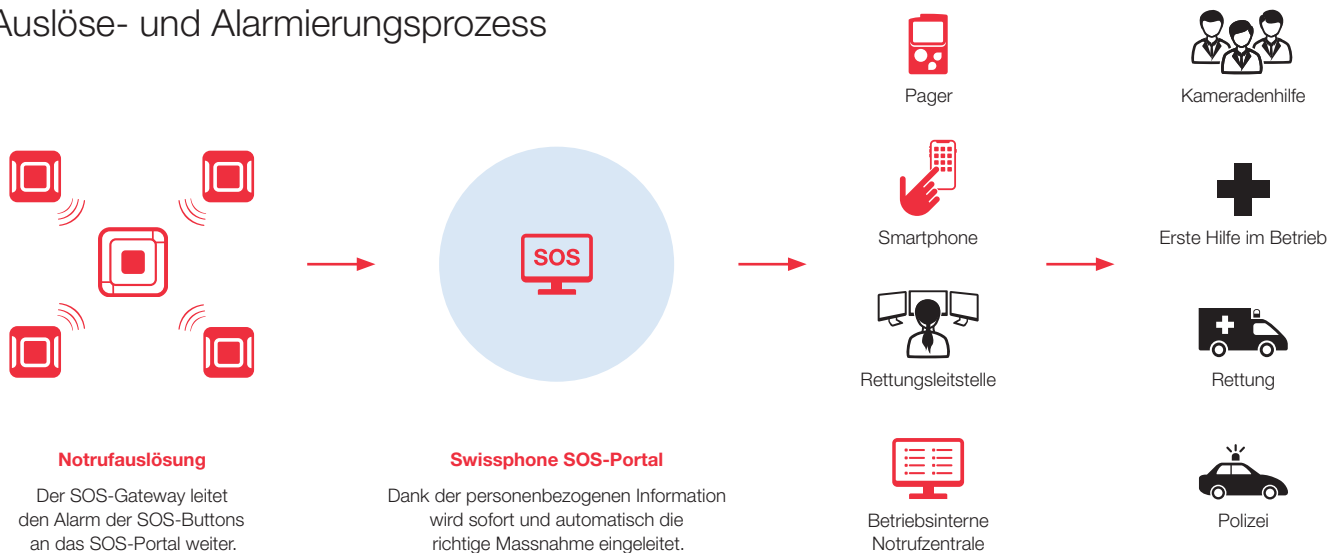 Auslöse- und Alarmierungsprozess
Pager
Kameradenhilfe
Smartphone
Erste Hilfe im Betrieb
SOS
Rettungsleitstelle
Rettung
Notrufauslösung
Der SOS-Gateway leitet
den Alarm der SOS-Buttons
an das SOS-Portal weiter.
Swissphone SOS-Portal
Dank der personenbezogenen Information
wird sofort und automatisch die
richtige Massnahme eingeleitet.
Betriebsinterne
Notrufzentrale
Polizei